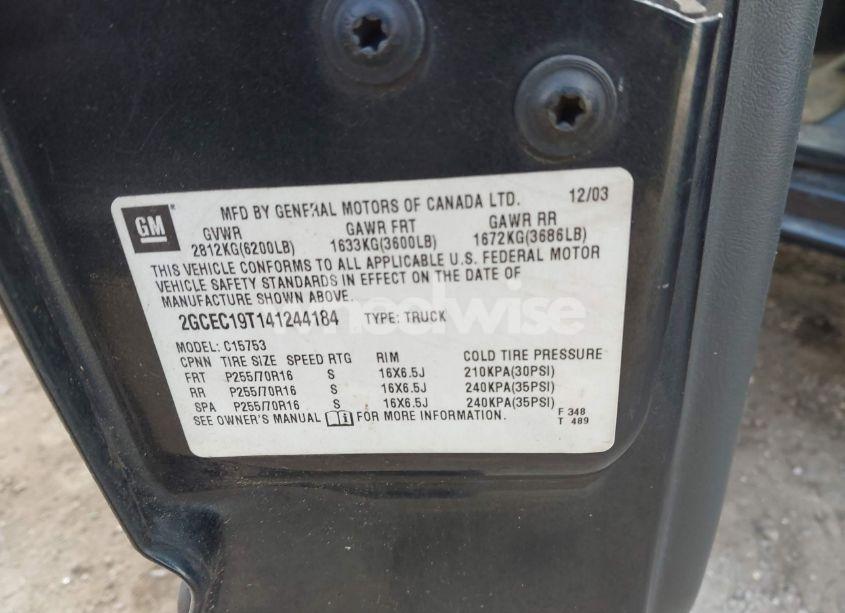 GM
MFD BY GENERAL MOTORS OF CANADA LTD. 12/03
GVWR GAWR FRT GAWR RR
2812KG(6200LB) 1633KG(3600LB) 1672KG(3686LB)
THIS VEHICLE CONFORMS TO ALL APPLICABLE U.S. FEDERAL MOTOR
VEHICLE SAFETY STANDARDS IN EFFECT ON THE DATE OF
MANUFACTURE SHOWN ABOVE.
2GCEC19T141244184 TYPE: TRUCK
MODEL: C15753
CPNN TIRE SIZE SPEED RTG RIM COLD TIRE PRESSURE
FRT P255/70R16 S 16X6.5J 210KPA(30PSI)
RR P255/70R16 S 16X6.5J 240KPA(35PSI)
SPA P255/70R16 S 16X6.5J 240KPA(35PSI)
SEE OWNER'S MANUAL FOR MORE INFORMATION.
F 348
T 489
wheelwise